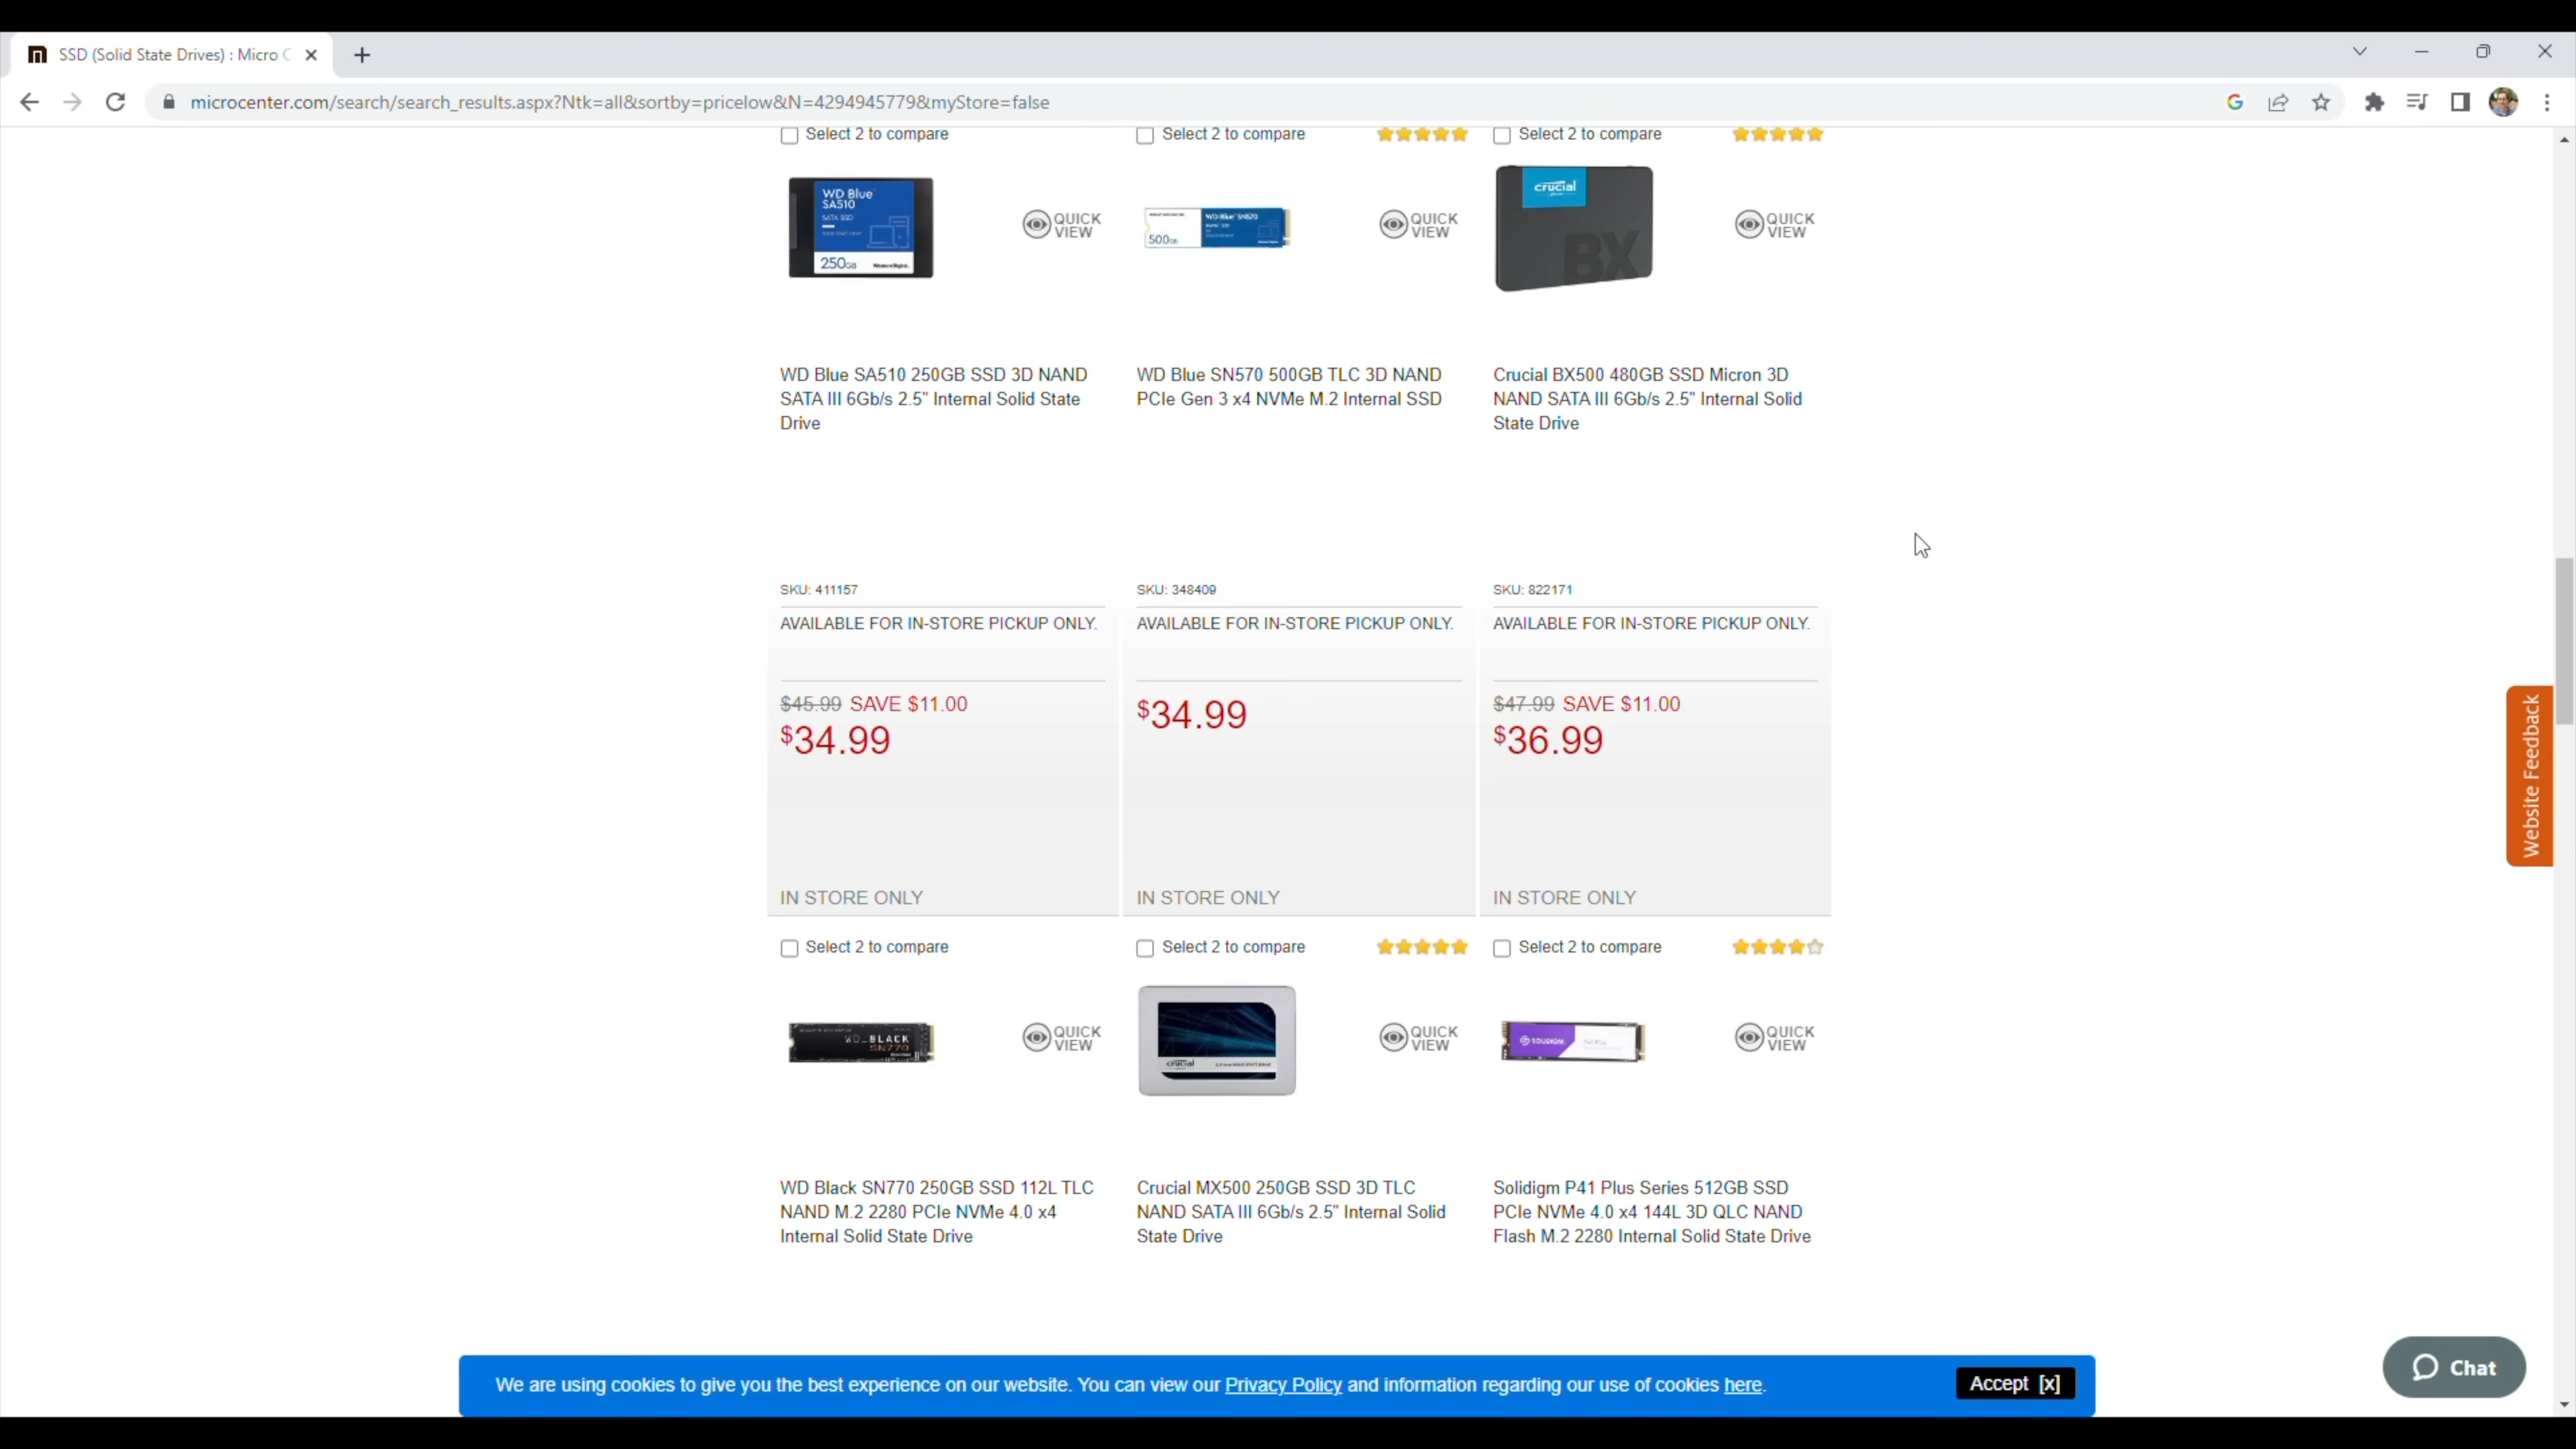 SSD (Solid State Drives) : Micro C
microcenter.com/search/search_results.aspx?Ntk=all&sortby=pricelow&N=4294945779&myStore=false
Select 2 to compare
Select 2 to compare
Select 2 to compare
WD Blue
SA510
SATA SSD
250GB
QUICK
VIEW
WD Blue SN570
500GB
QUICK
VIEW
crucial
BX
QUICK
VIEW
WD Blue SA510 250GB SSD 3D NAND
SATA III 6Gb/s 2.5" Internal Solid State
Drive
WD Blue SN570 500GB TLC 3D NAND
PCIe Gen 3 x4 NVMe M.2 Internal SSD
Crucial BX500 480GB SSD Micron 3D
NAND SATA III 6Gb/s 2.5" Internal Solid
State Drive
SKU: 411157
AVAILABLE FOR IN-STORE PICKUP ONLY.
$45.99 SAVE $11.00
$34.99
IN STORE ONLY
SKU: 348409
AVAILABLE FOR IN-STORE PICKUP ONLY.
$34.99
IN STORE ONLY
SKU: 822171
AVAILABLE FOR IN-STORE PICKUP ONLY.
$47.99 SAVE $11.00
$36.99
IN STORE ONLY
Website Feedback
Select 2 to compare
Select 2 to compare
Select 2 to compare
WD_BLACK
SN770
QUICK
VIEW
crucial
QUICK
VIEW
SOLIDIGM
QUICK
VIEW
WD Black SN770 250GB SSD 112L TLC
NAND M.2 2280 PCIe NVMe 4.0 x4
Internal Solid State Drive
Crucial MX500 250GB SSD 3D TLC
NAND SATA III 6Gb/s 2.5" Internal Solid
State Drive
Solidigm P41 Plus Series 512GB SSD
PCIe NVMe 4.0 x4 144L 3D QLC NAND
Flash M.2 2280 Internal Solid State Drive
We are using cookies to give you the best experience on our website. You can view our Privacy Policy and information regarding our use of cookies here.
Accept [x]
Chat